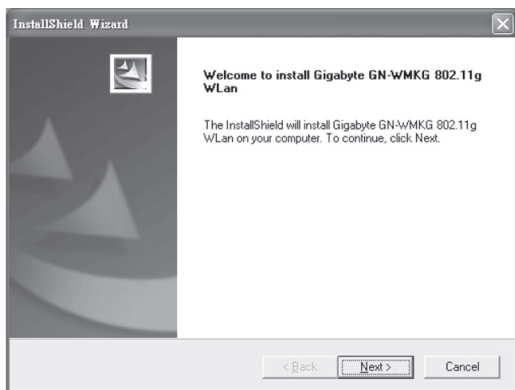 InstallShield Wizard
Welcome to install Gigabyte GN-WMKG 802.11g
WLan
The InstallShield will install Gigabyte GN-WMKG 802.11g
WLan on your computer. To continue, click Next.
< Back Next > Cancel